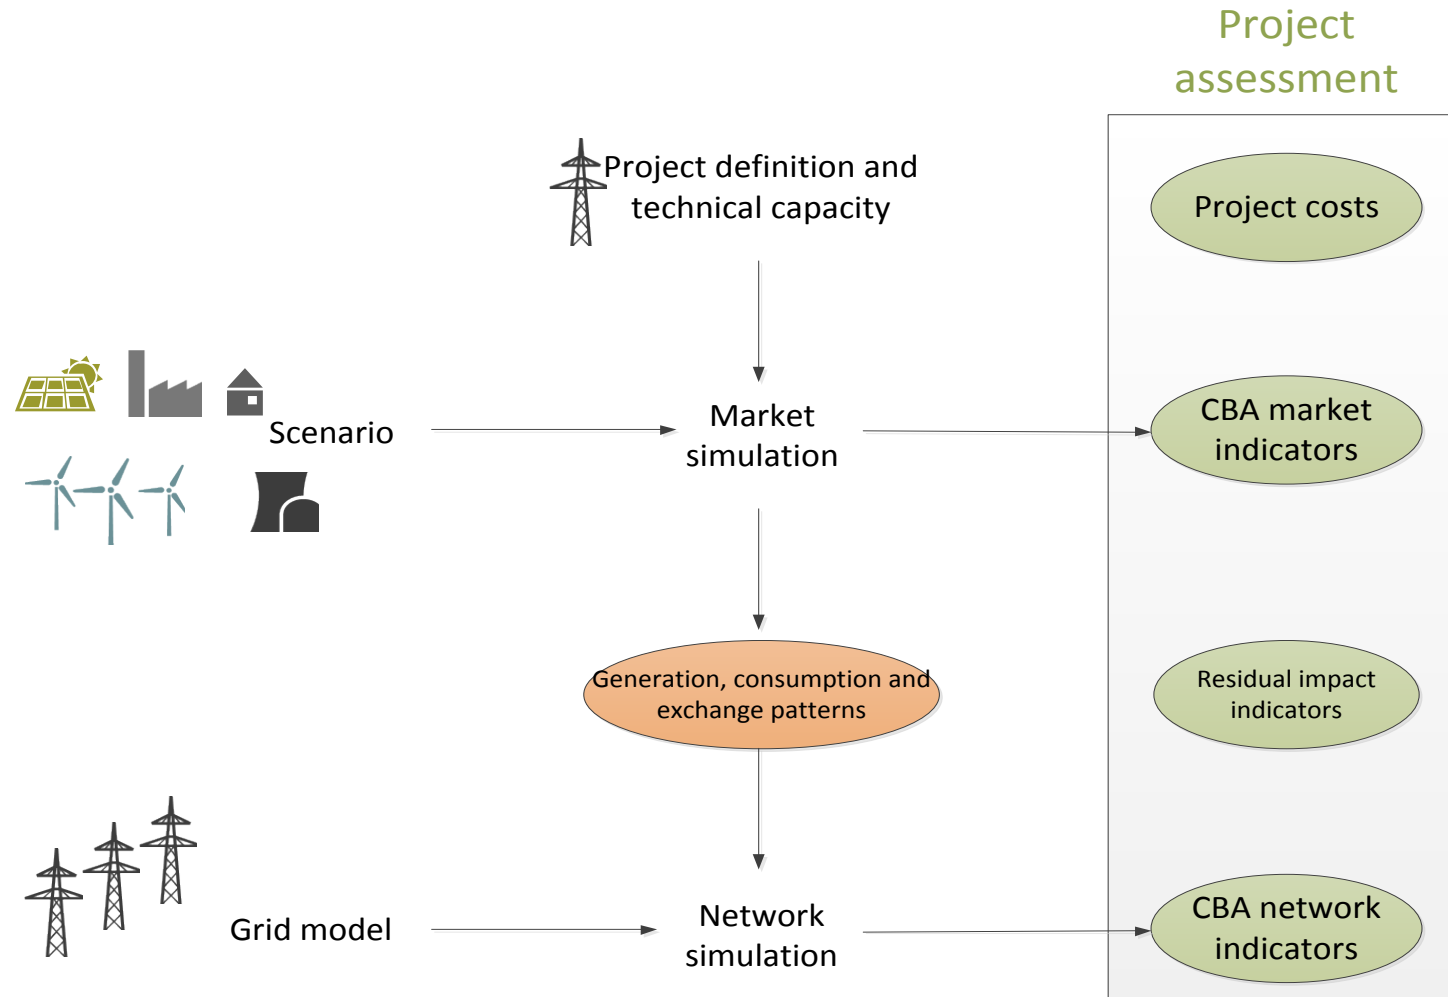 Project
assessment
Project definition and
technical capacity
Project costs
Scenario
Market
simulation
CBA market
indicators
Generation, consumption and
exchange patterns
Residual impact
indicators
Grid model
Network
simulation
CBA network
indicators